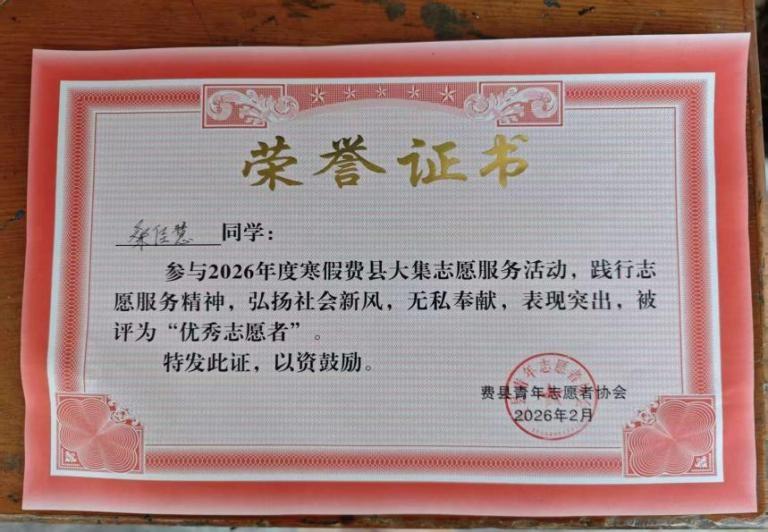 荣誉证书
桑佳慧 同学：
参与2026年度寒假费县大集志愿服务活动，践行志
愿服务精神，弘扬社会新风，无私奉献，表现突出，被
评为“优秀志愿者”。
特发此证，以资鼓励。
费县青年志愿者协会
2026年2月